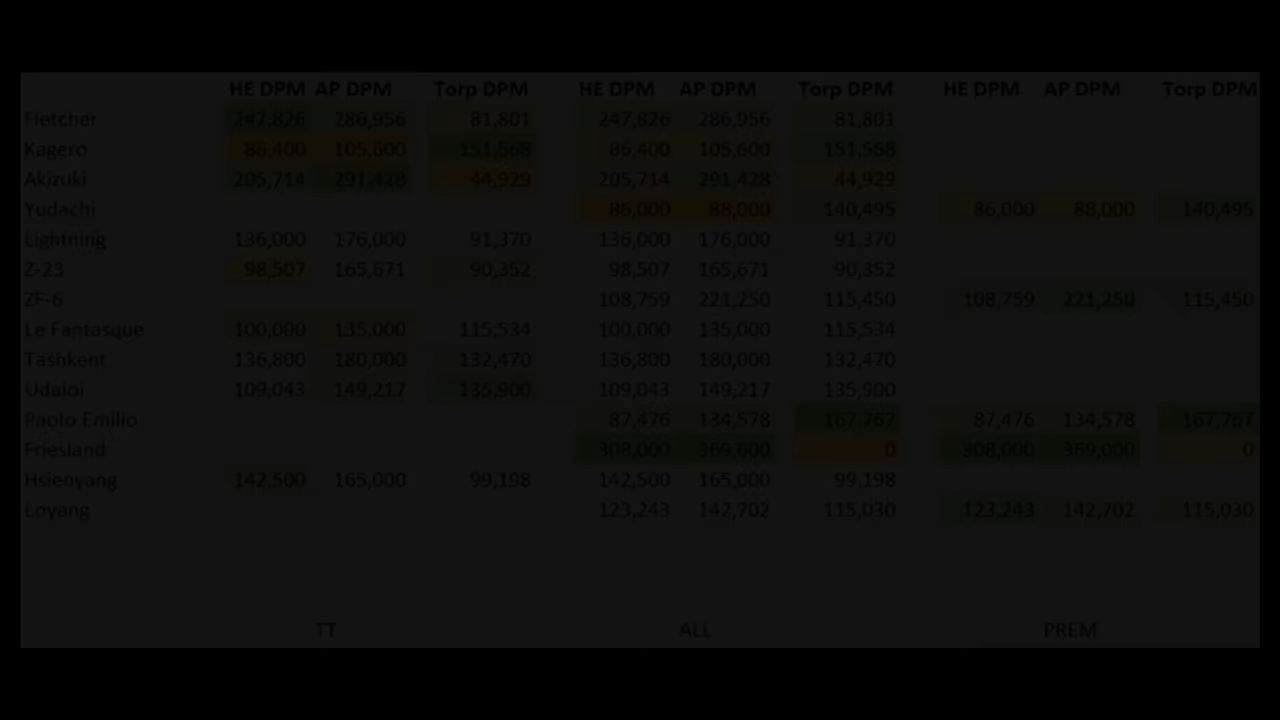 HE DPM AP DPM Torp DPM HE DPM AP DPM Torp DPM HE DPM AP DPM Torp DPM
Fletcher 247,826 286,956 81,801 247,826 286,956 81,801
Kagero 86,400 105,600 151,568 86,400 105,600 151,568
Akizuki 205,714 291,428 44,929 205,714 291,428 44,929
Yudachi 86,000 88,000 140,495 86,000 88,000 140,495
Lightning 136,000 176,000 91,370 136,000 176,000 91,370
Z-23 98,507 165,671 90,352 98,507 165,671 90,352
ZF-6 108,759 221,250 115,450 108,759 221,250 115,450
Le Fantasque 100,000 135,000 115,534 100,000 135,000 115,534
Tashkent 136,800 180,000 132,470 136,800 180,000 132,470
Udaloi 109,043 149,217 135,900 109,043 149,217 135,900
Paolo Emilio 87,476 134,578 167,767 87,476 134,578 167,767
Friesland 308,000 369,600 0 308,000 369,000 0
Hsienyang 142,500 165,000 99,198 142,500 165,000 99,198
Loyang 123,243 142,702 115,030 123,243 142,702 115,030
TT ALL PREM